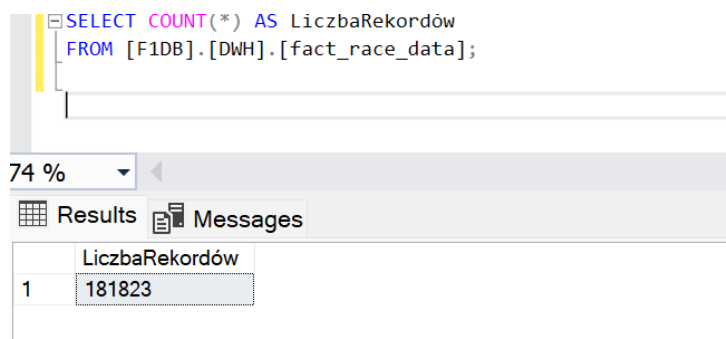 SELECT COUNT(*) AS LiczbaRekordów
FROM [F1DB].[DWH].[fact_race_data];
74 %
Results Messages
LiczbaRekordów
1 181823